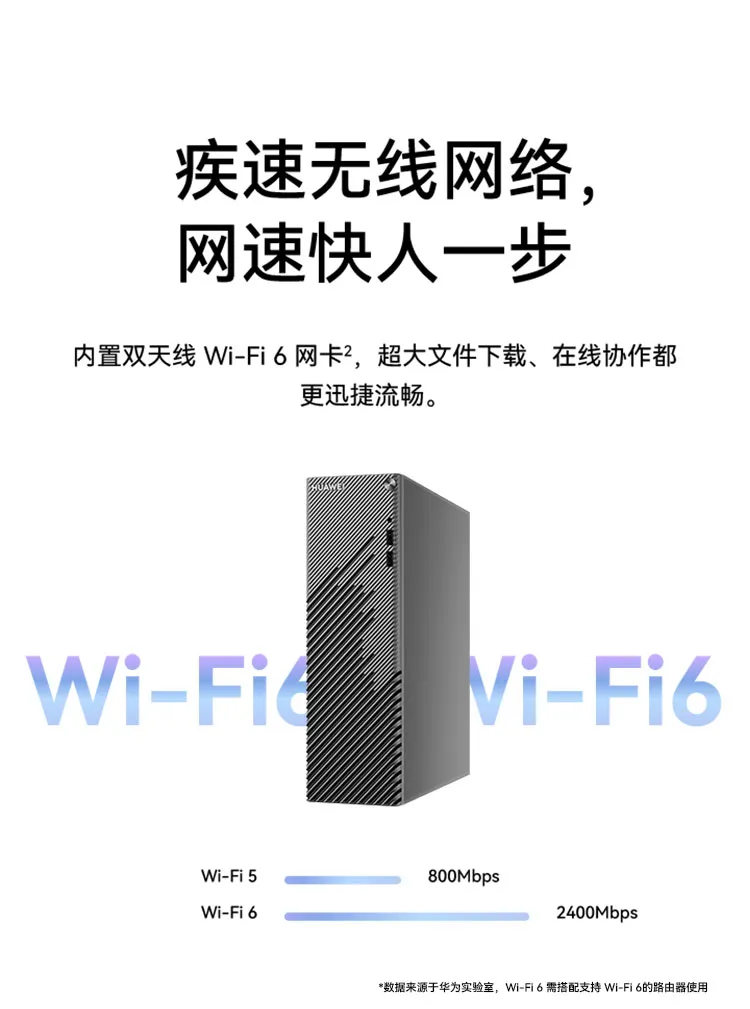 疾速无线网络，
网速快人一步
内置双天线 Wi-Fi 6 网卡²，超大文件下载、在线协作都
更迅捷流畅。
HUAWEI
Wi-Fi6
Wi-Fi6
Wi-Fi 5 800Mbps
Wi-Fi 6 2400Mbps
*数据来源于华为实验室，Wi-Fi 6 需搭配支持 Wi-Fi 6的路由器使用